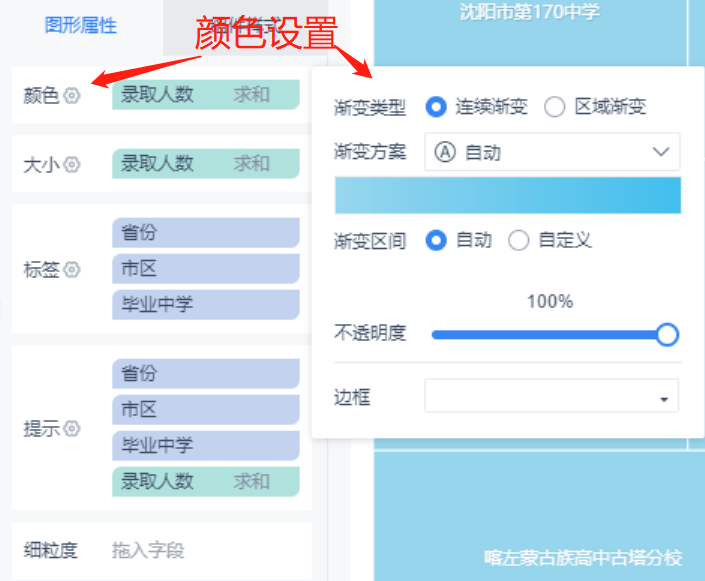 图形属性
组件样式
颜色设置
沈阳市第170中学
颜色
录取人数 求和
大小
录取人数 求和
标签
省份
市区
毕业中学
提示
省份
市区
毕业中学
录取人数 求和
细粒度 拖入字段
渐变类型 连续渐变 区域渐变
渐变方案 A 自动
渐变区间 自动 自定义
100%
不透明度
边框
喀左蒙古族高中古塔分校